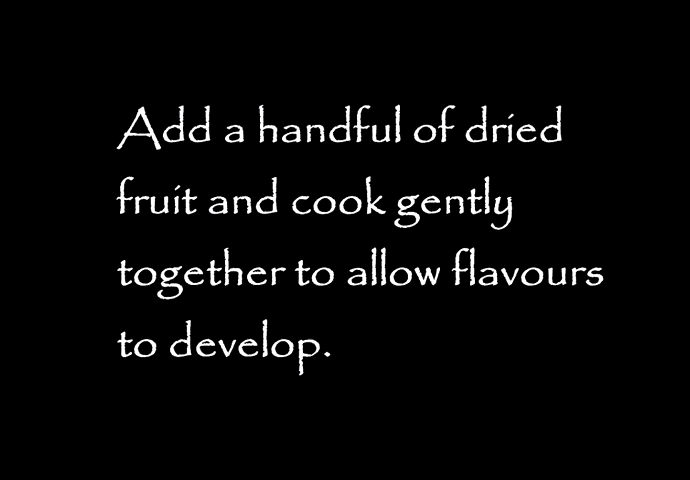 Add a handful of dried
fruit and cook gently
together to allow flavours
to develop.